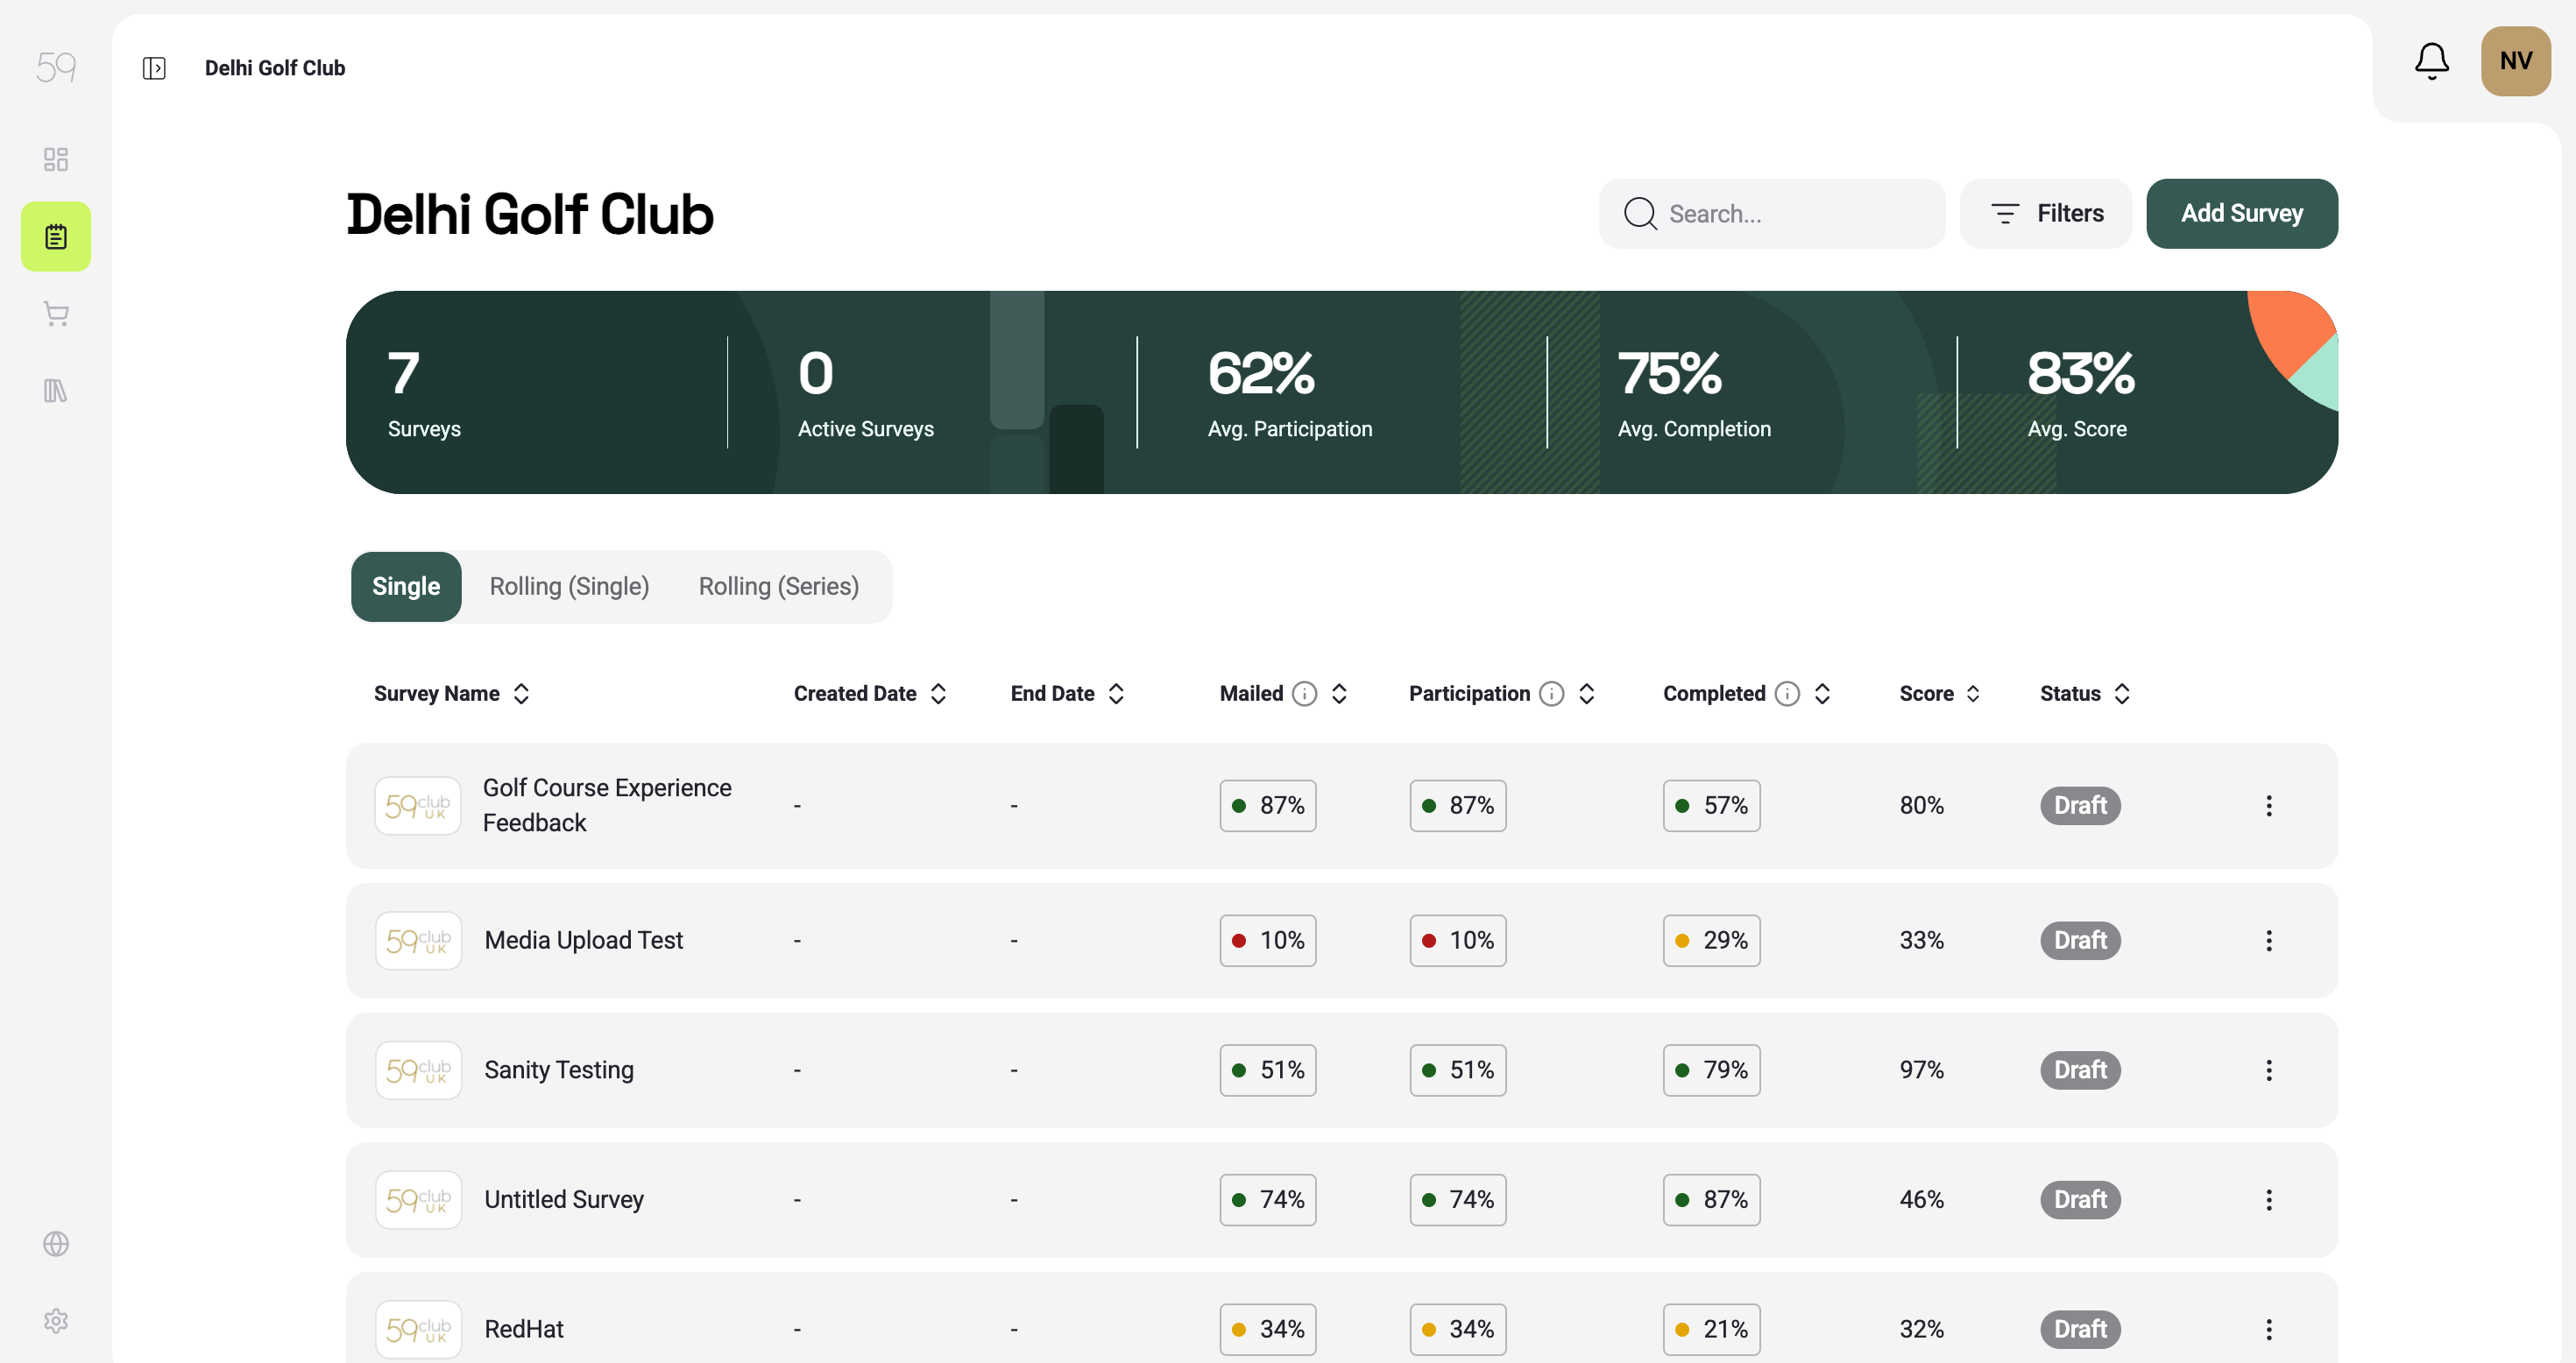 59
Delhi Golf Club
NV
Delhi Golf Club
Search...
Filters
Add Survey
7
Surveys
0
Active Surveys
62%
Avg. Participation
75%
Avg. Completion
83%
Avg. Score
Single
Rolling (Single)
Rolling (Series)
Survey Name
Created Date
End Date
Mailed
Participation
Completed
Score
Status
59club UK
Golf Course Experience
Feedback
-
-
87%
87%
57%
80%
Draft
59club UK
Media Upload Test
-
-
10%
10%
29%
33%
Draft
59club UK
Sanity Testing
-
-
51%
51%
79%
97%
Draft
59club UK
Untitled Survey
-
-
74%
74%
87%
46%
Draft
59club UK
RedHat
-
-
34%
34%
21%
32%
Draft